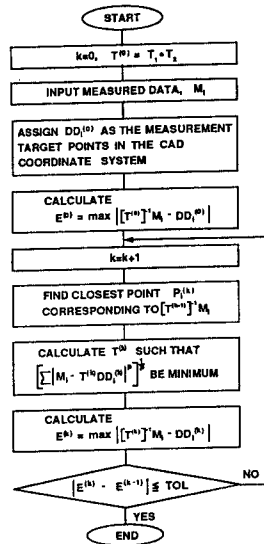 START
k=0, T⁽⁰⁾ = T₁ • T₂
INPUT MEASURED DATA, Mᵢ
ASSIGN DDᵢ⁽⁰⁾ AS THE MEASUREMENT
TARGET POINTS IN THE CAD
COORDINATE SYSTEM
CALCULATE
E⁽⁰⁾ = max |[T⁽⁰⁾]⁻¹Mᵢ - DDᵢ⁽⁰⁾|
k=k+1
FIND CLOSEST POINT Pᵢ⁽ᵏ⁾
CORRESPONDING TO [T⁽ᵏ⁻¹⁾]⁻¹Mᵢ
CALCULATE T⁽ᵏ⁾ SUCH THAT
[∑|Mᵢ - T⁽ᵏ⁾DDᵢ⁽ᵏ⁾|ᵖ]^(1/p) BE MINIMUM
CALCULATE
E⁽ᵏ⁾ = max |[T⁽ᵏ⁾]⁻¹Mᵢ - DDᵢ⁽ᵏ⁾|
|E⁽ᵏ⁾ - E⁽ᵏ⁻¹⁾| ≦ TOL
NO
YES
END